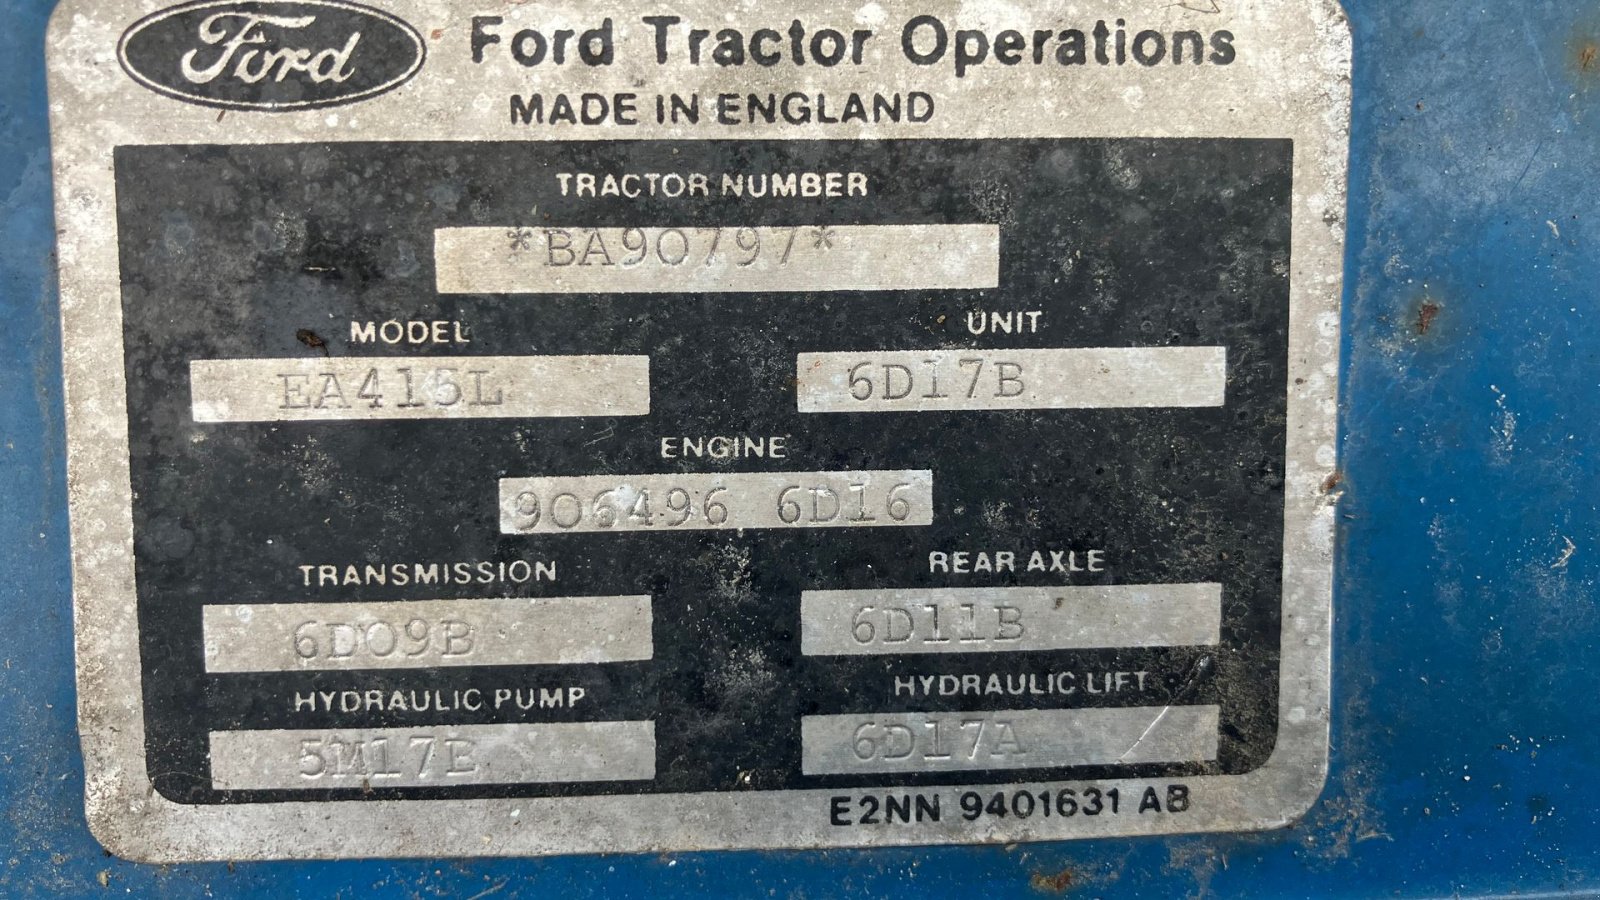 Ford Ford Tractor Operations
MADE IN ENGLAND
TRACTOR NUMBER
*BA90797*
MODEL UNIT
EA415L 6D17B
ENGINE
906496 6D16
TRANSMISSION REAR AXLE
6D09B 6D11B
HYDRAULIC PUMP HYDRAULIC LIFT
5M17B 6D17A
E2NN 9401631 AB